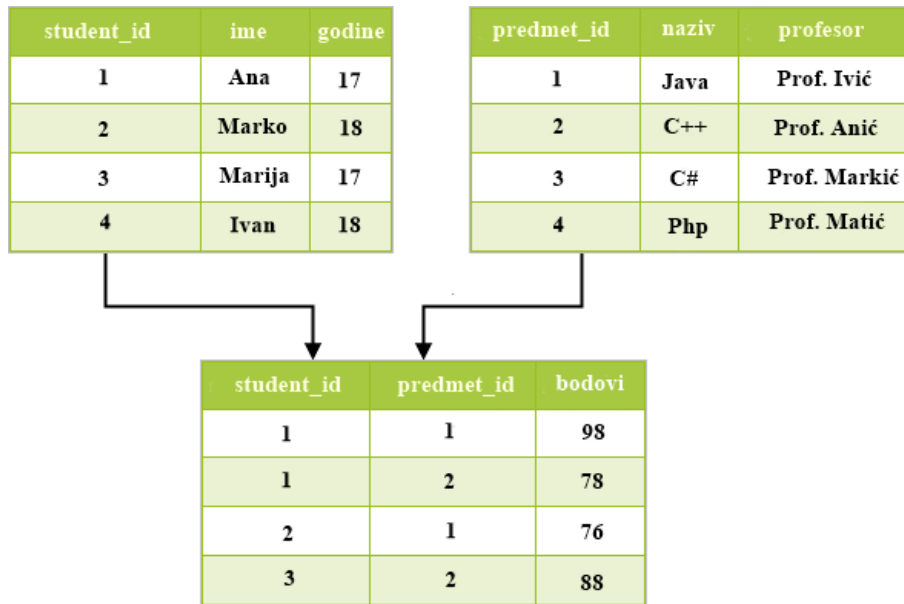 student_id ime godine
1 Ana 17
2 Marko 18
3 Marija 17
4 Ivan 18
predmet_id naziv profesor
1 Java Prof. Ivić
2 C++ Prof. Anić
3 C# Prof. Markić
4 Php Prof. Matić
student_id predmet_id bodovi
1 1 98
1 2 78
2 1 76
3 2 88